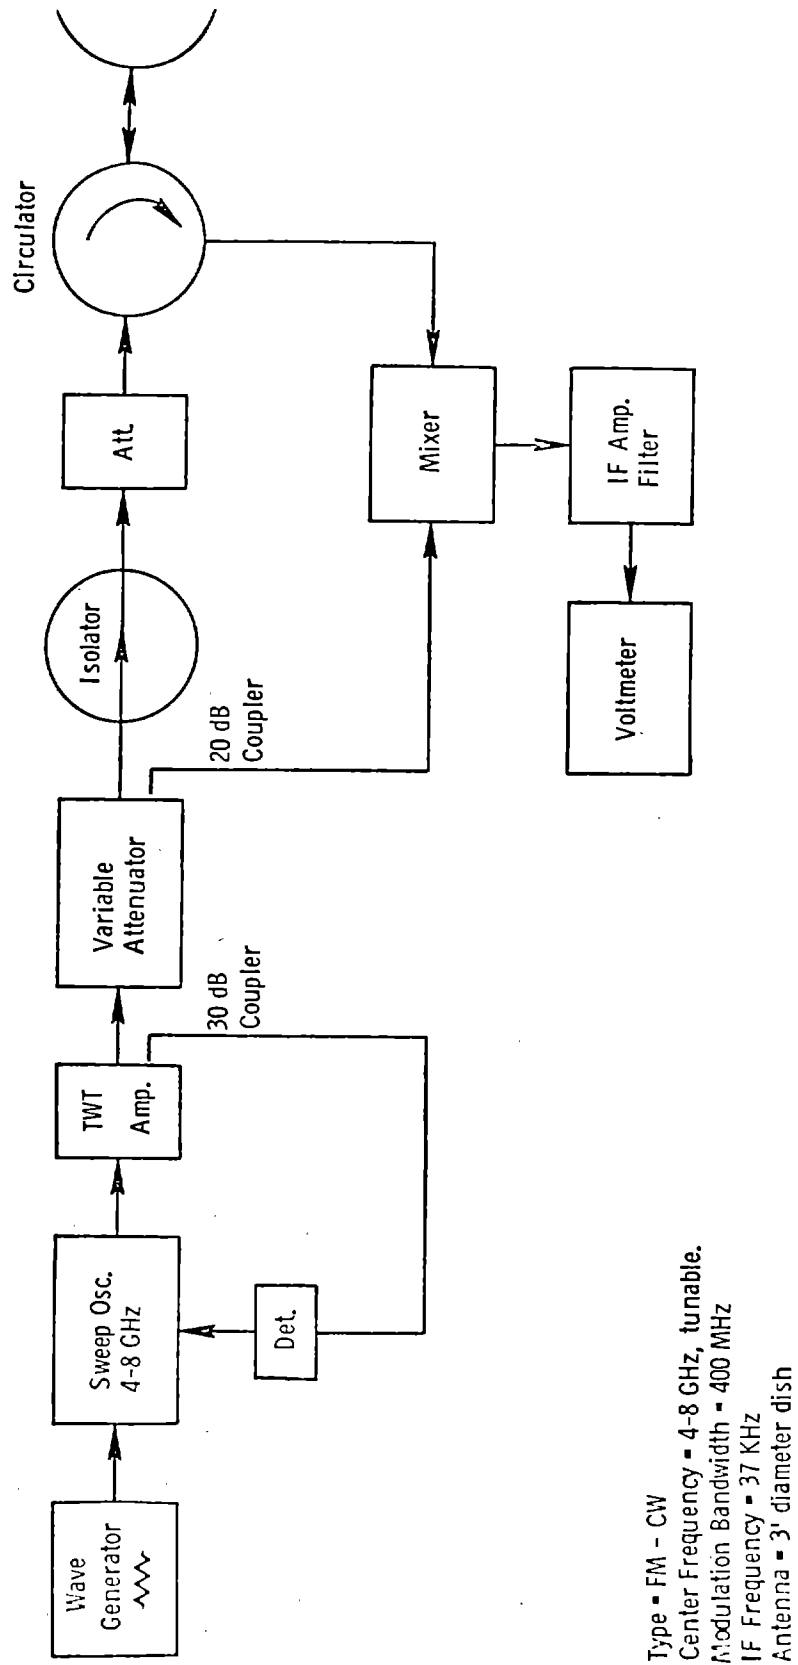 Wave
Generator
Sweep Osc.
4-8 GHz
Det.
TWT
Amp.
30 dB
Coupler
Variable
Attenuator
20 dB
Coupler
Isolator
Att.
Circulator
Mixer
IF Amp.
Filter
Voltmeter
Type = FM - CW
Center Frequency = 4-8 GHz, tunable.
Modulation Bandwidth = 400 MHz
IF Frequency = 37 KHz
Antenna = 3' diameter dish